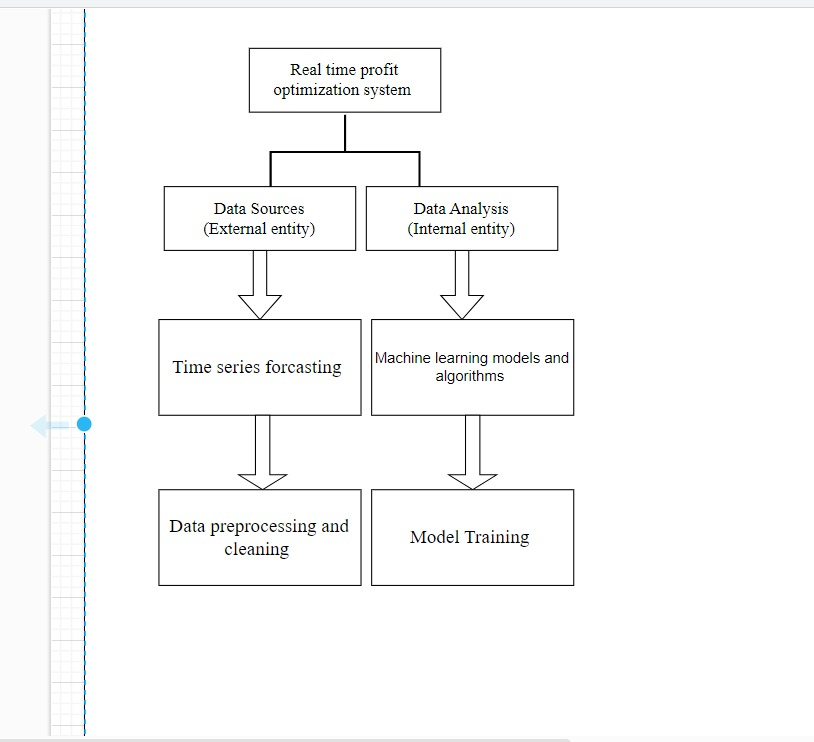 Real time profit
optimization system
Data Sources
(External entity)
Data Analysis
(Internal entity)
Time series forcasting
Machine learning models and
algorithms
Data preprocessing and
cleaning
Model Training